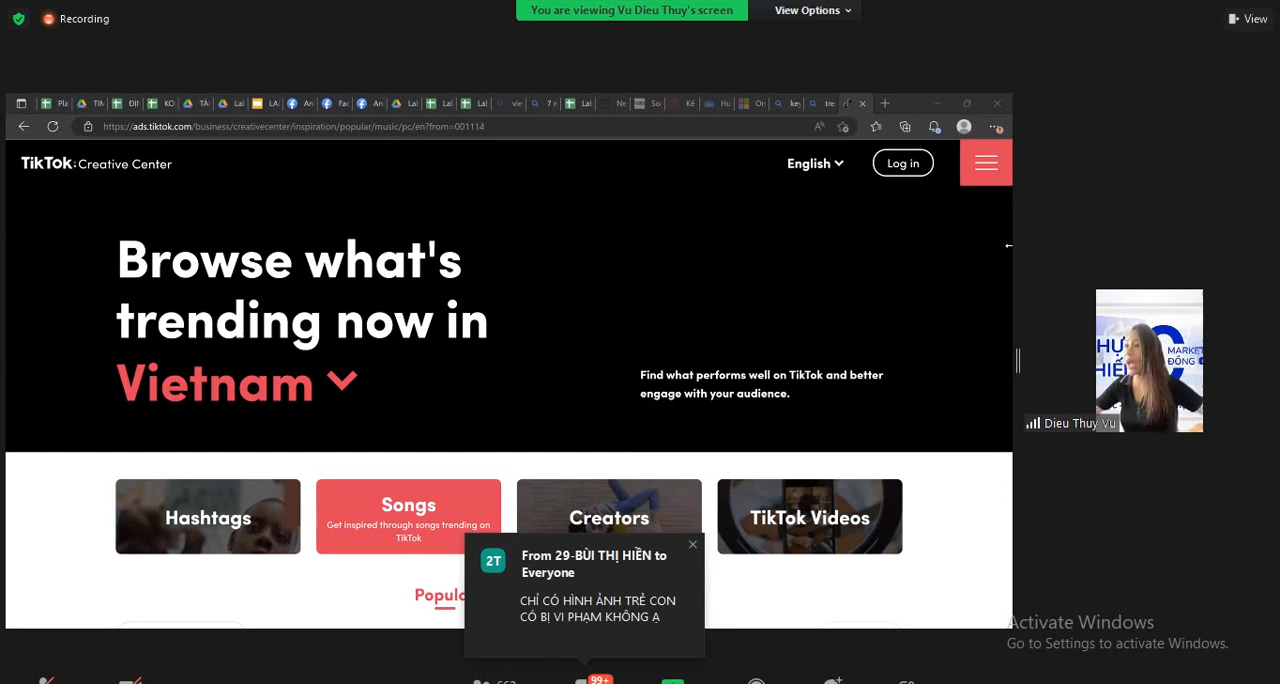 Recording
You are viewing Vu Dieu Thuy's screen
View Options
View
https://ads.tiktok.com/business/creativecenter/inspiration/popular/music/pc/en?from=001114
TikTok: Creative Center
English
Log in
Browse what's
trending now in
Vietnam
Find what performs well on TikTok and better
engage with your audience.
Hashtags
Songs
Get inspired through songs trending on
TikTok
Creators
TikTok Videos
From 29-BÙI THỊ HIỀN to
Everyone
2T
CHỈ CÓ HÌNH ẢNH TRẺ CON
CÓ BỊ VI PHẠM KHÔNG Ạ
MARKET
ĐỒNG
Dieu Thuy Vu
Activate Windows
Go to Settings to activate Windows.
99+